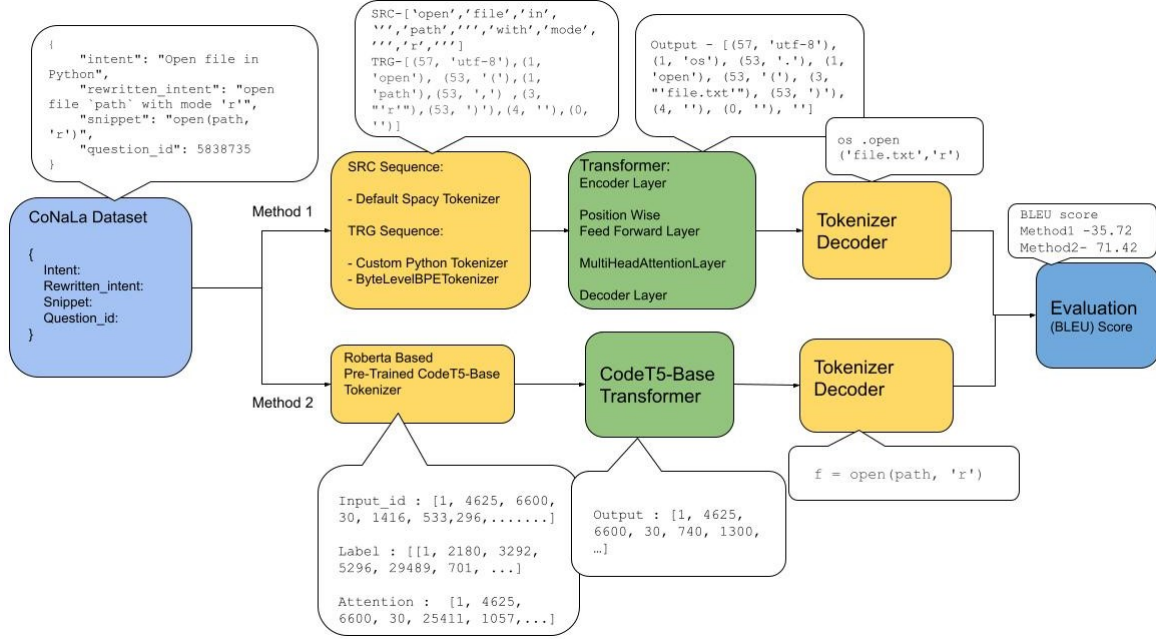 {
"intent": "Open file in
Python",
"rewritten_intent": "open
file `path` with mode 'r'",
"snippet": "open(path,
'r')",
"question_id": 5838735
}
SRC-['open','file','in',
'`','path','`','with','mode',
''','r',''']
TRG-[(57, 'utf-8'),(1,
'open'), (53, '('),(1,
'path'),(53, ',') ,(3,
"'r'"),(53, ')'),(4, ''),(0,
'')]
Output - [(57, 'utf-8'),
(1, 'os'), (53, '.'), (1,
'open'), (53, '('), (3,
"'file.txt'"), (53, ')'),
(4, ''), (0, ''), '']
os .open
('file.txt','r')
BLEU score
Method1 -35.72
Method2- 71.42
CoNaLa Dataset
{
Intent:
Rewritten_intent:
Snippet:
Question_id:
}
Method 1
SRC Sequence:
- Default Spacy Tokenizer
TRG Sequence:
- Custom Python Tokenizer
- ByteLevelBPETokenizer
Transformer:
Encoder Layer
Position Wise
Feed Forward Layer
MultiHeadAttentionLayer
Decoder Layer
Tokenizer
Decoder
Evaluation
(BLEU) Score
Method 2
Roberta Based
Pre-Trained CodeT5-Base
Tokenizer
CodeT5-Base
Transformer
Tokenizer
Decoder
Input_id : [1, 4625, 6600,
30, 1416, 533,296,.......]
Label : [[1, 2180, 3292,
5296, 29489, 701, ...]
Attention : [1, 4625,
6600, 30, 25411, 1057,...]
Output : [1, 4625,
6600, 30, 740, 1300,
…]
f = open(path, 'r')